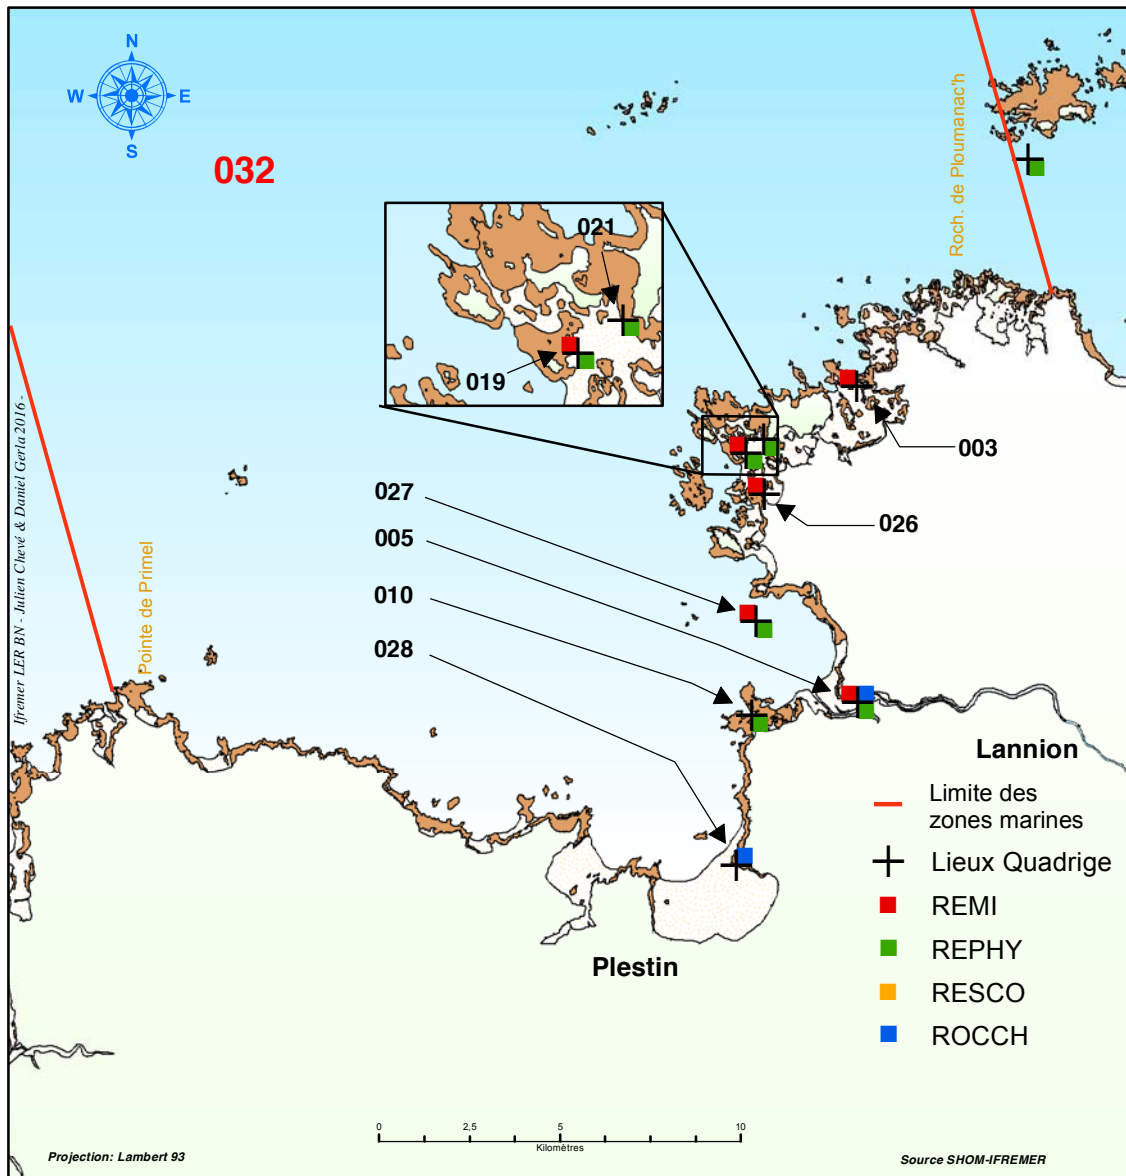 N
W
E
S
032
Roch. de Ploumanac'h
021
019
003
027
026
005
010
028
Ifremer LER BN - Julien Chevé & Daniel Gerla 2016 -
Pointe de Primel
Lannion
Limite des
zones marines
Lieux Quadrige
REMI
REPHY
RESCO
ROCCH
Plestin
0
2,5
5
10
Kilomètres
Projection: Lambert 93
Source SHOM-IFREMER